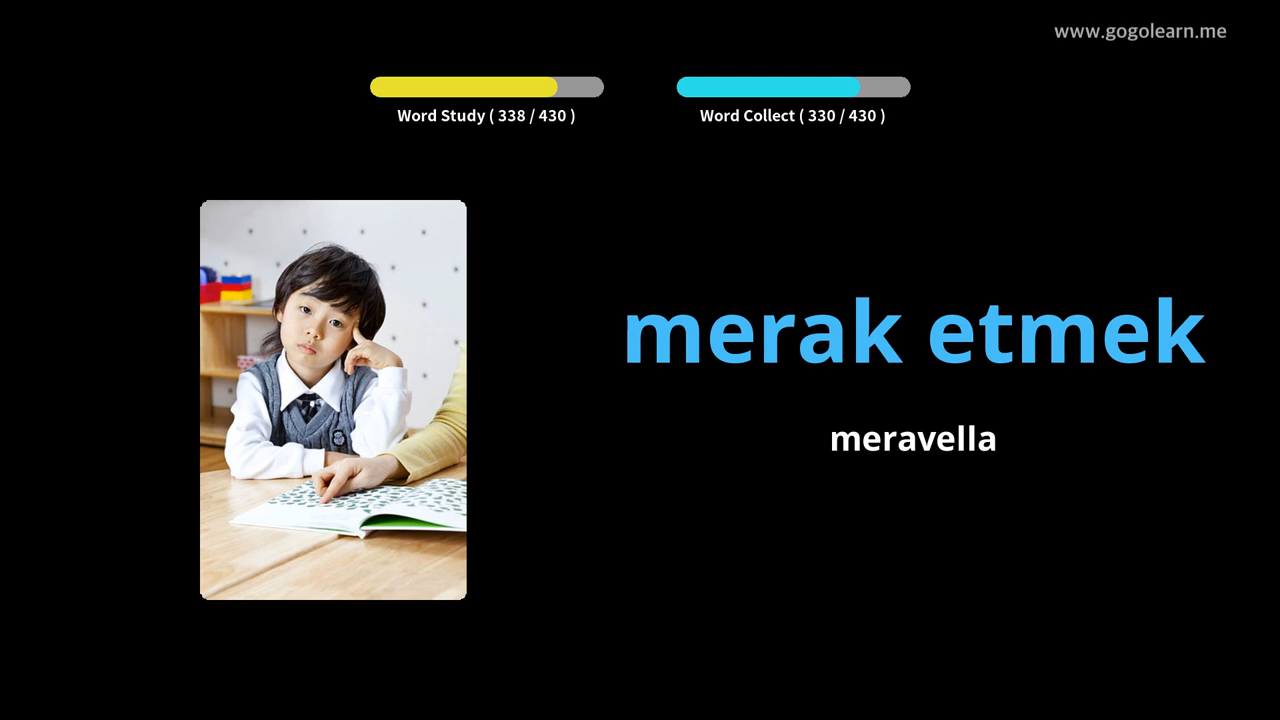 www.gogolearn.me
Word Study ( 338 / 430 )
Word Collect ( 330 / 430 )
merak etmek
meravella